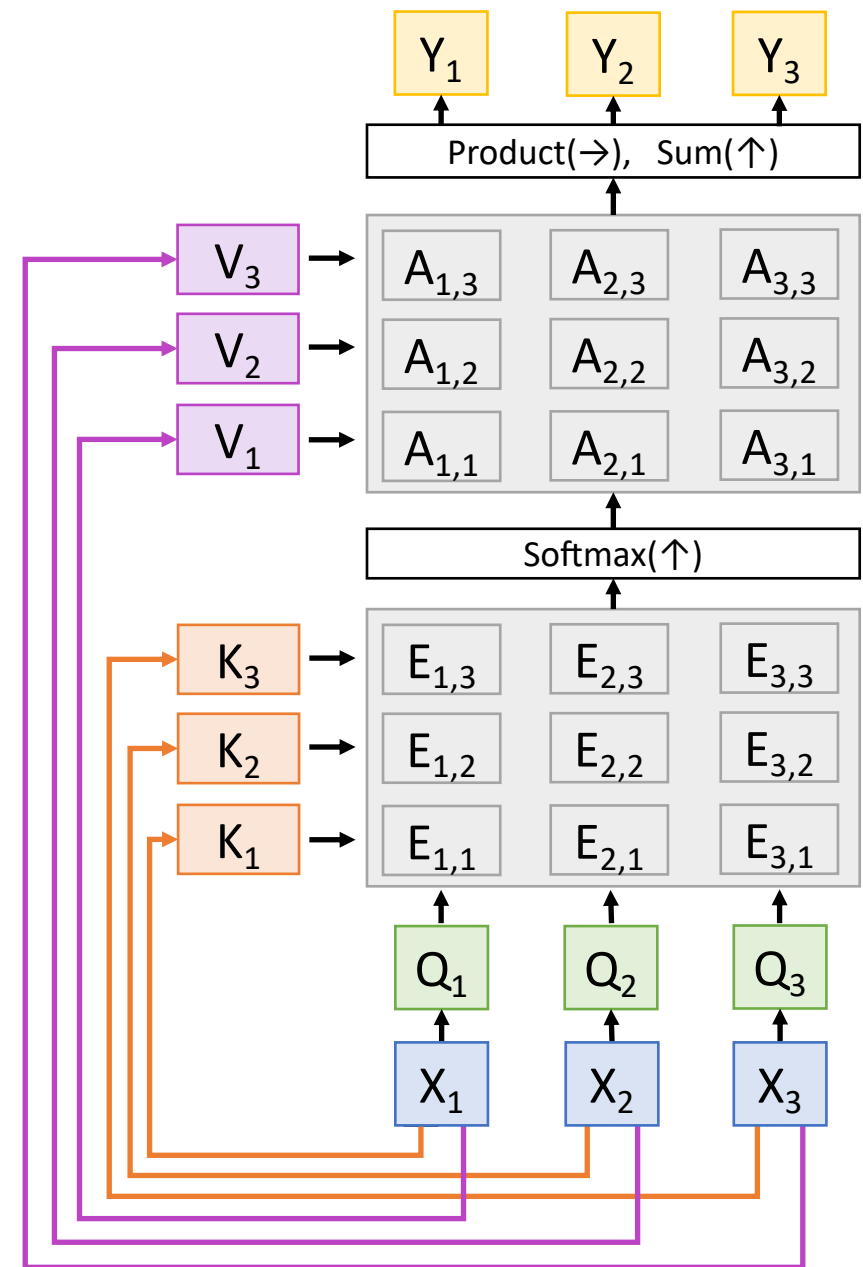 Y₁ Y₂ Y₃
Product(→), Sum(↑)
V₃ A₁,₃ A₂,₃ A₃,₃
V₂ A₁,₂ A₂,₂ A₃,₂
V₁ A₁,₁ A₂,₁ A₃,₁
Softmax(↑)
K₃ E₁,₃ E₂,₃ E₃,₃
K₂ E₁,₂ E₂,₂ E₃,₂
K₁ E₁,₁ E₂,₁ E₃,₁
Q₁ Q₂ Q₃
X₁ X₂ X₃